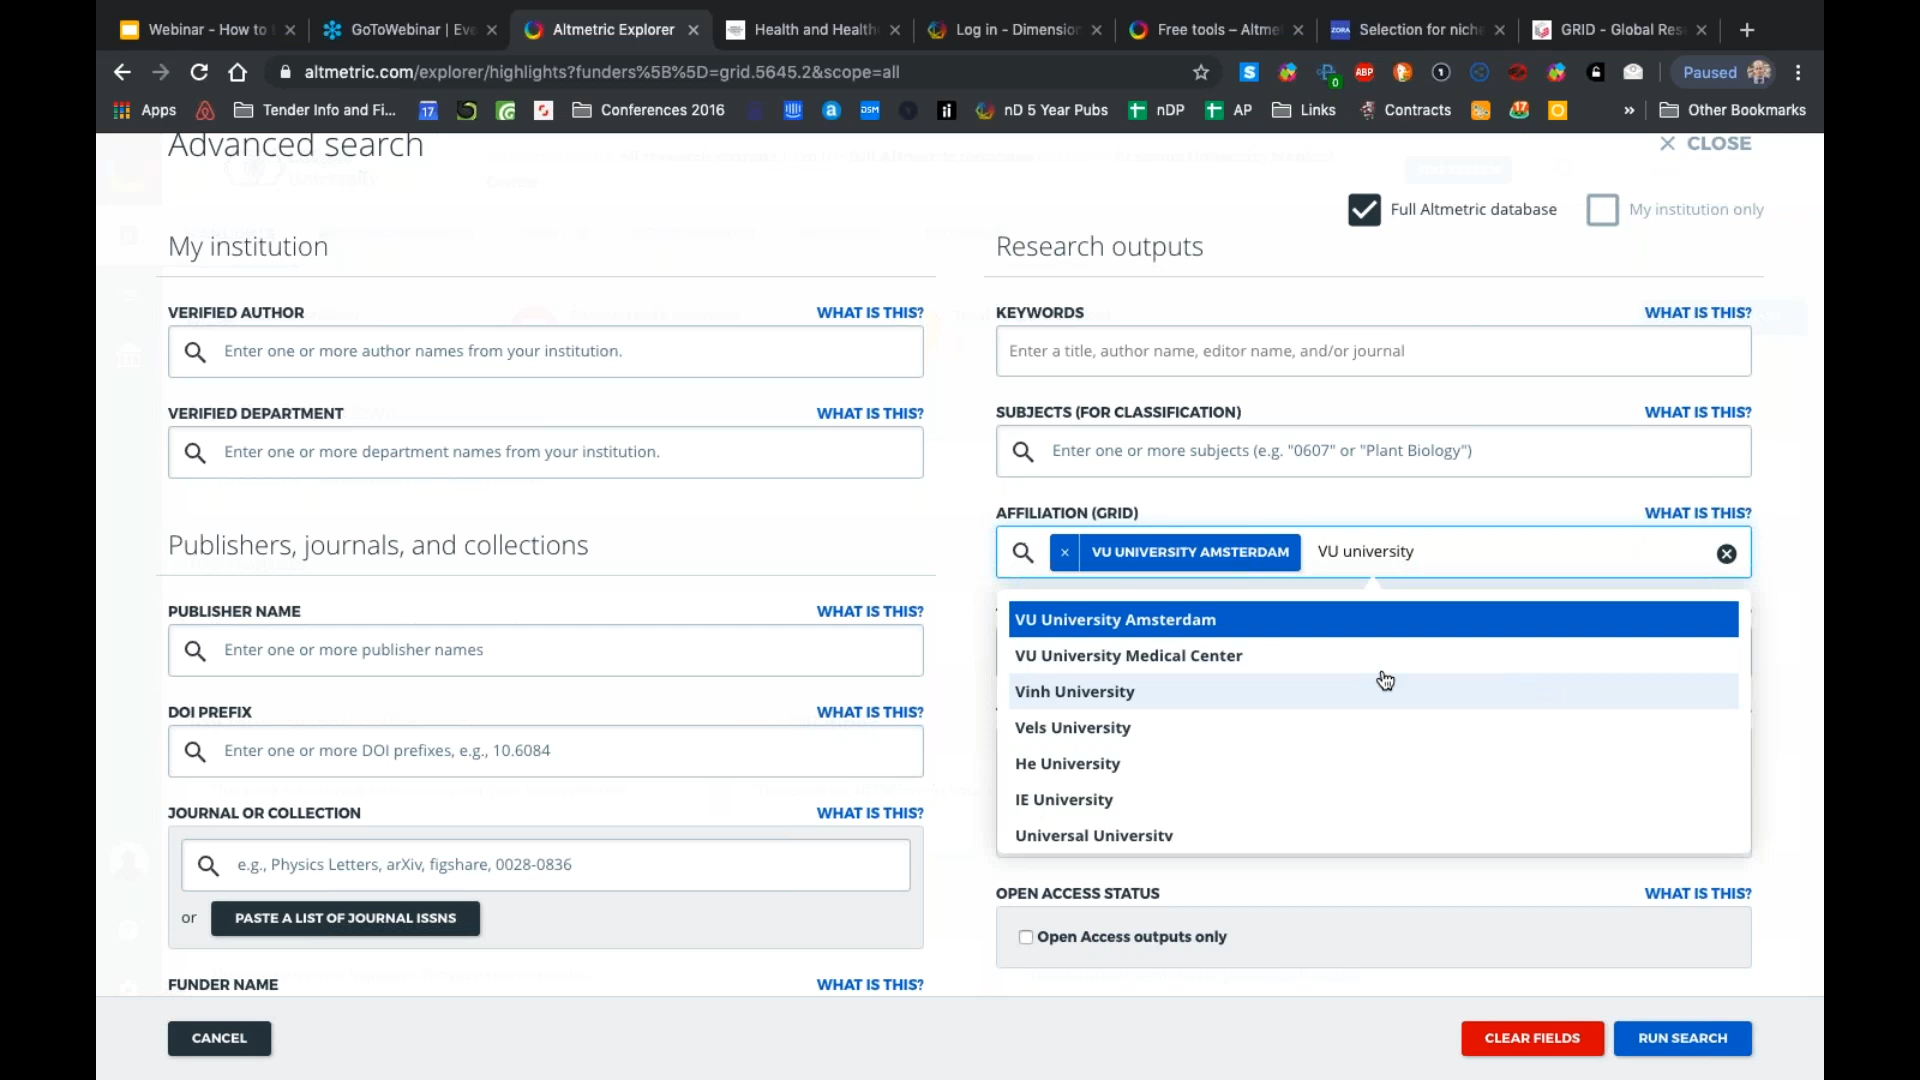 Webinar - How to
GoToWebinar | Eve
Altmetric Explorer
Health and Health
Log in - Dimension
Free tools – Altme
Selection for niche
GRID - Global Res
altmetric.com/explorer/highlights?funders%5B%5D=grid.5645.2&scope=all
Paused
Apps
Tender Info and Fi...
17
Conferences 2016
nD 5 Year Pubs
nDP
AP
Links
Contracts
»
Other Bookmarks
Advanced search
CLOSE
Full Altmetric database
My institution only
My institution
VERIFIED AUTHOR WHAT IS THIS?
Enter one or more author names from your institution.
VERIFIED DEPARTMENT WHAT IS THIS?
Enter one or more department names from your institution.
Publishers, journals, and collections
PUBLISHER NAME WHAT IS THIS?
Enter one or more publisher names
DOI PREFIX WHAT IS THIS?
Enter one or more DOI prefixes, e.g., 10.6084
JOURNAL OR COLLECTION WHAT IS THIS?
e.g., Physics Letters, arXiv, figshare, 0028-0836
or PASTE A LIST OF JOURNAL ISSNS
FUNDER NAME WHAT IS THIS?
Research outputs
KEYWORDS WHAT IS THIS?
Enter a title, author name, editor name, and/or journal
SUBJECTS (FOR CLASSIFICATION) WHAT IS THIS?
Enter one or more subjects (e.g. "0607" or "Plant Biology")
AFFILIATION (GRID) WHAT IS THIS?
× VU UNIVERSITY AMSTERDAM VU university
VU University Amsterdam
VU University Medical Center
Vinh University
Vels University
He University
IE University
Universal University
OPEN ACCESS STATUS WHAT IS THIS?
Open Access outputs only
CANCEL
CLEAR FIELDS
RUN SEARCH